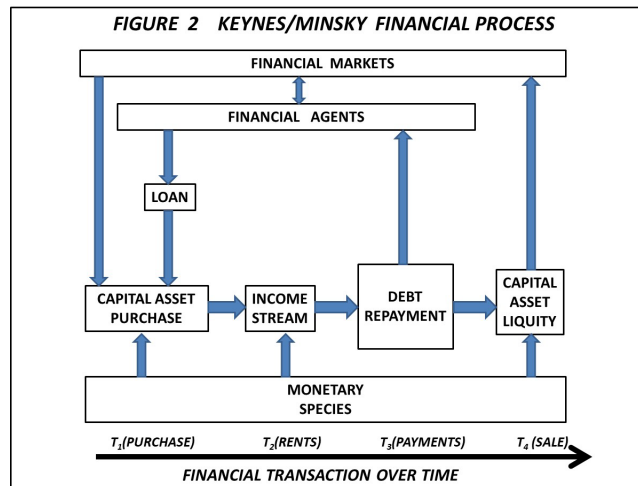 FIGURE 2 KEYNES/MINSKY FINANCIAL PROCESS
FINANCIAL MARKETS
FINANCIAL AGENTS
LOAN
CAPITAL ASSET
PURCHASE
INCOME
STREAM
DEBT
REPAYMENT
CAPITAL
ASSET
LIQUITY
MONETARY
SPECIES
T₁(PURCHASE) T₂(RENTS) T₃(PAYMENTS) T₄ (SALE)
FINANCIAL TRANSACTION OVER TIME